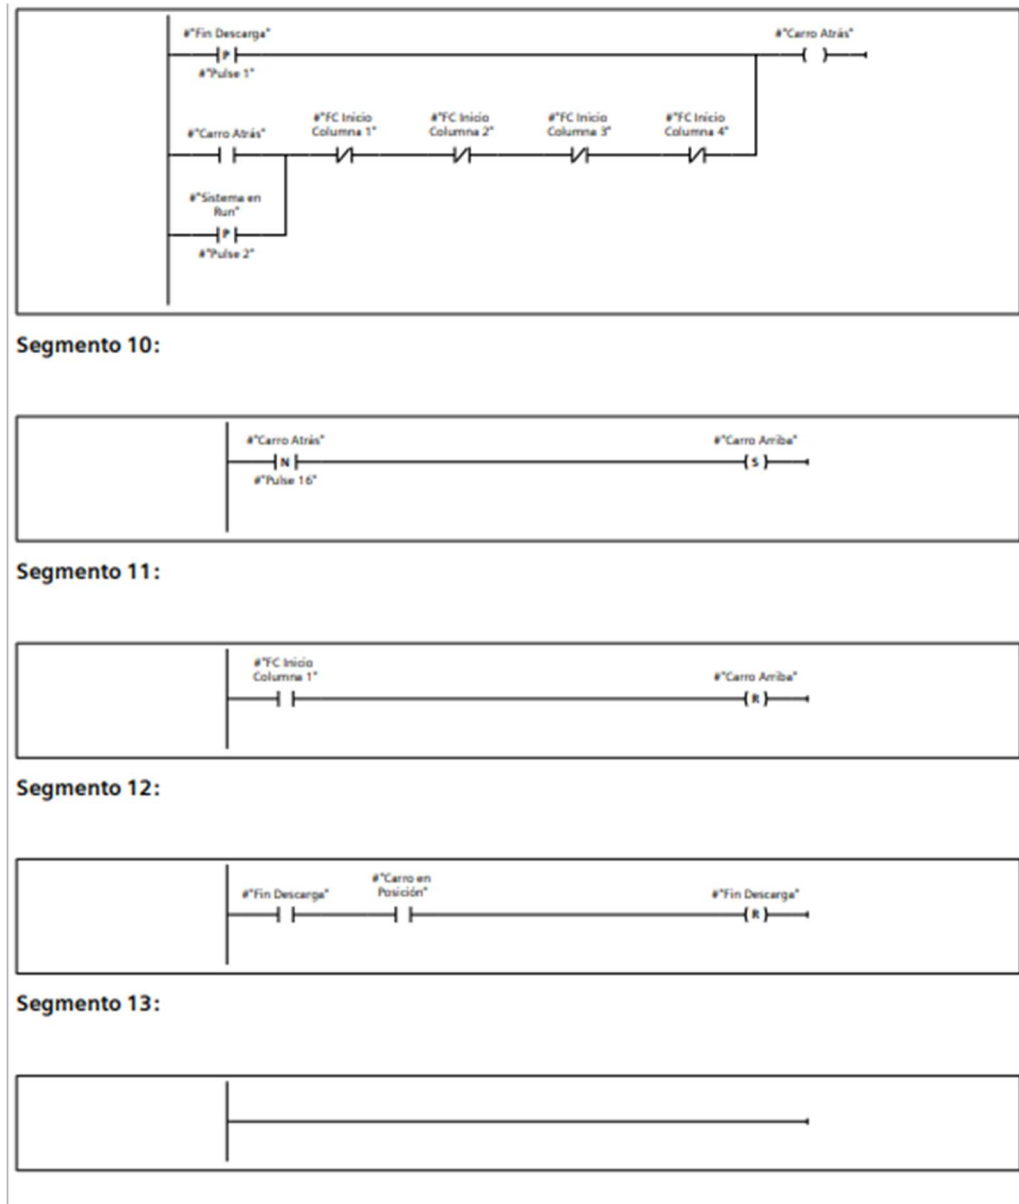 #"Fin Descarga" #"Carro Atrás"
P
#"Pulse 1"
#"FC Inicio #"FC Inicio #"FC Inicio #"FC Inicio
#"Carro Atrás" Columna 1" Columna 2" Columna 3" Columna 4"
#"Sistema en
Run"
P
#"Pulse 2"
Segmento 10:
#"Carro Atrás" #"Carro Arriba"
N S
#"Pulse 16"
Segmento 11:
#"FC Inicio
Columna 1" #"Carro Arriba"
R
Segmento 12:
#"Carro en
#"Fin Descarga" Posición" #"Fin Descarga"
R
Segmento 13: